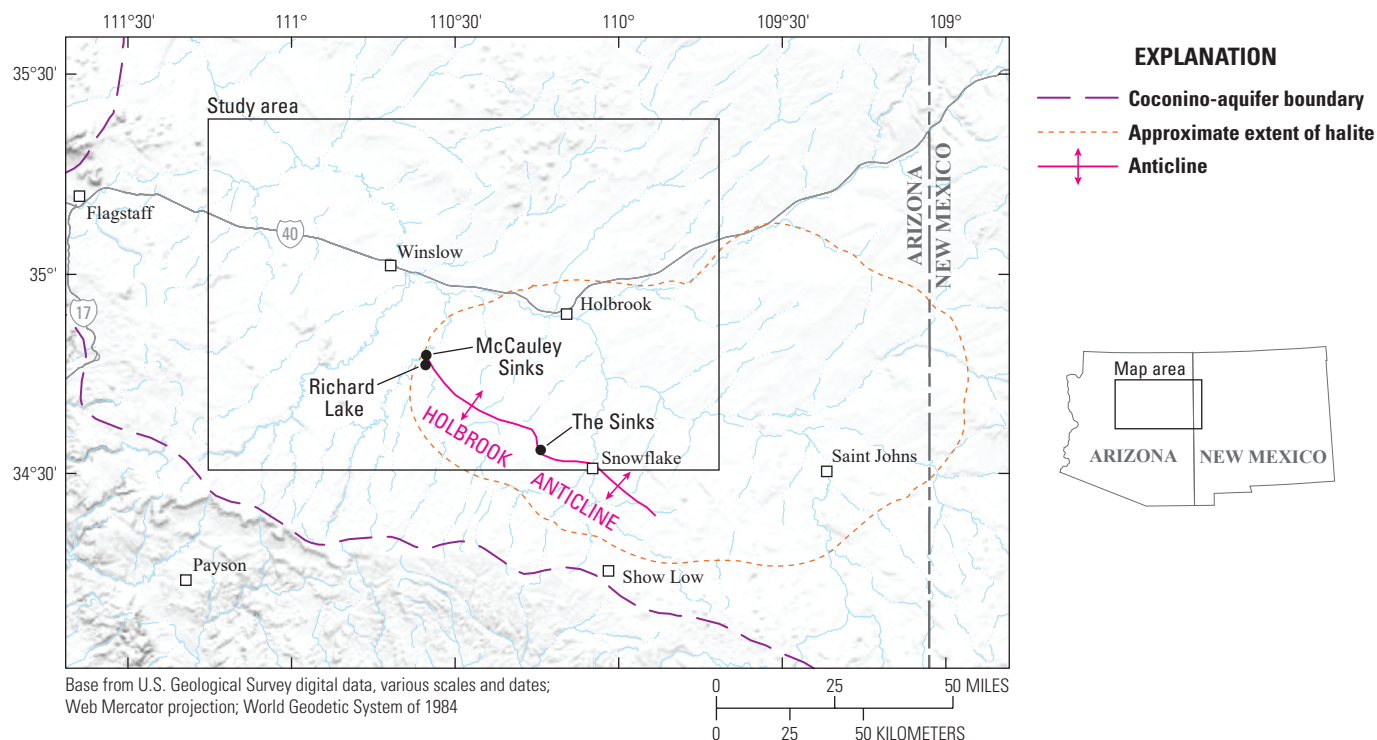 111°30'
111°
110°30'
110°
109°30'
109°
35°30'
35°
34°30'
Study area
Flagstaff
40
Winslow
17
Holbrook
McCauley
Sinks
Richard
Lake
HOLBROOK
ANTICLINE
The Sinks
Snowflake
Saint Johns
Payson
Show Low
ARIZONA
NEW MEXICO
Base from U.S. Geological Survey digital data, various scales and dates;
Web Mercator projection; World Geodetic System of 1984
0 25 50 MILES
0 25 50 KILOMETERS
EXPLANATION
Coconino-aquifer boundary
Approximate extent of halite
Anticline
Map area
ARIZONA
NEW MEXICO